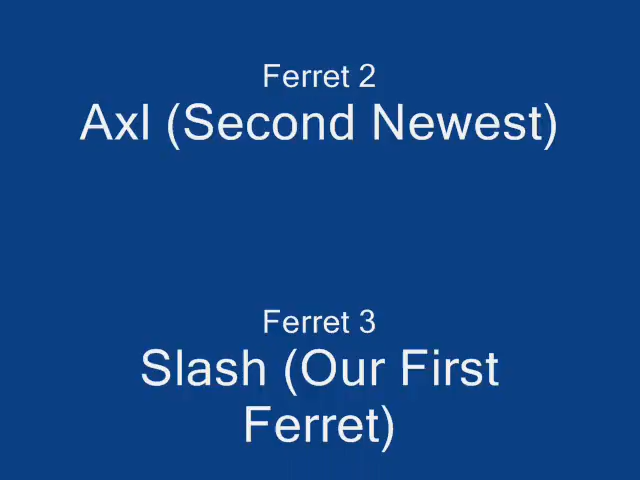 Ferret 2
Axl (Second Newest)
Ferret 3
Slash (Our First
Ferret)